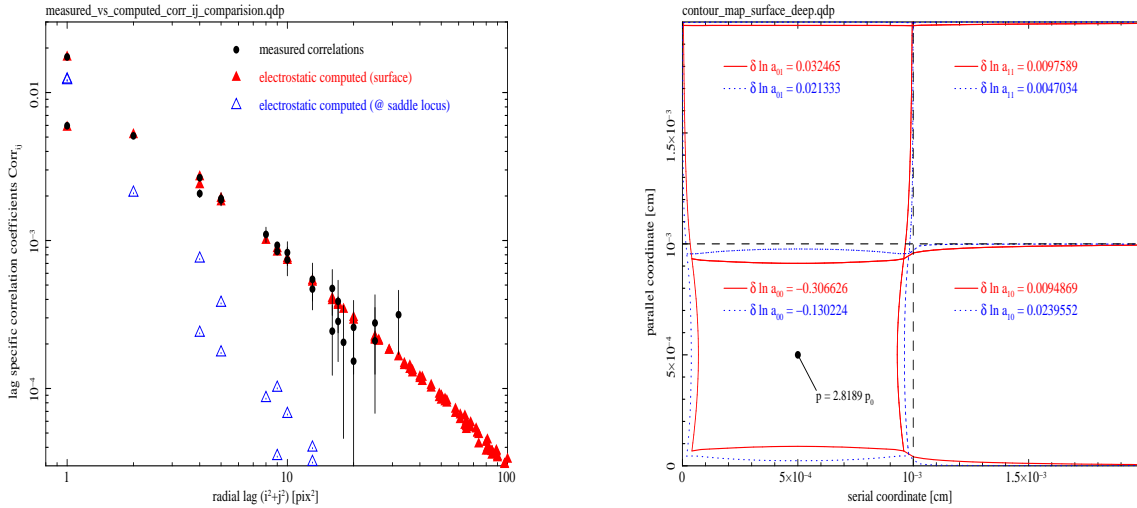 measured_vs_computed_corr_ij_comparision.qdp
measured correlations
electrostatic computed (surface)
electrostatic computed (@ saddle locus)
lag specific correlation coefficients Corr_ij
0.01
10⁻³
10⁻⁴
1
10
100
radial lag (i²+j²) [pix²]
contour_map_surface_deep.qdp
δ ln a₀₁ = 0.032465
δ ln a₀₁ = 0.021333
δ ln a₁₁ = 0.0097589
δ ln a₁₁ = 0.0047034
δ ln a₀₀ = −0.306626
δ ln a₀₀ = −0.130224
δ ln a₁₀ = 0.0094869
δ ln a₁₀ = 0.0239552
p = 2.8189 p₀
parallel coordinate [cm]
1.5×10⁻³
10⁻³
5×10⁻⁴
0
0
5×10⁻⁴
10⁻³
1.5×10⁻³
serial coordinate [cm]